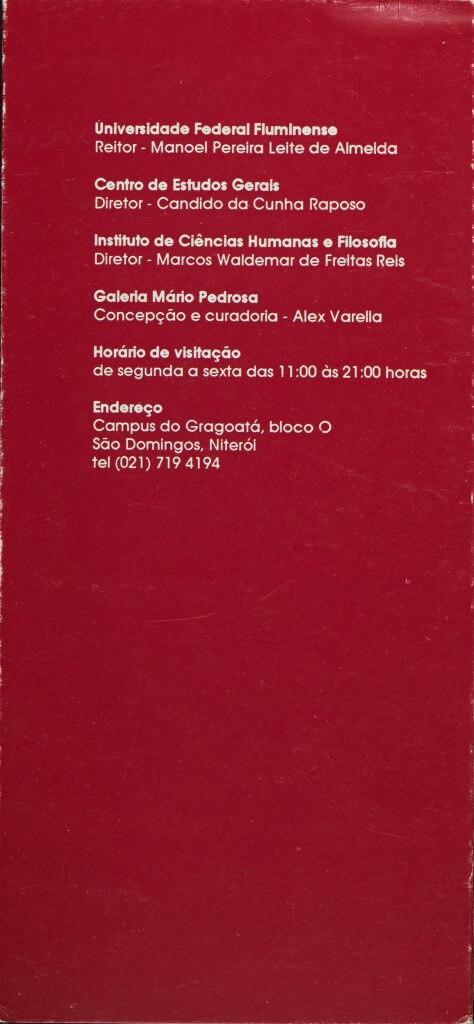 Universidade Federal Fluminense
Reitor - Manoel Pereira Leite de Almeida
Centro de Estudos Gerais
Diretor - Candido da Cunha Raposo
Instituto de Ciências Humanas e Filosofia
Diretor - Marcos Waldemar de Freitas Reis
Galeria Mário Pedrosa
Concepção e curadoria - Alex Varella
Horário de visitação
de segunda a sexta das 11:00 às 21:00 horas
Endereço
Campus do Gragoatá, bloco O
São Domingos, Niterói
tel (021) 719 4194